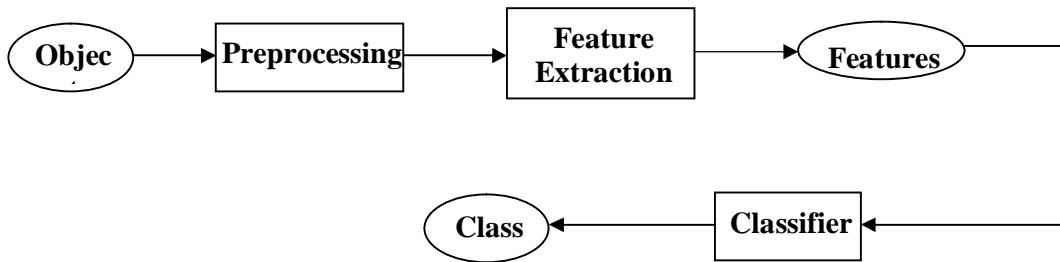 Objec
Preprocessing
Feature
Extraction
Features
Class
Classifier